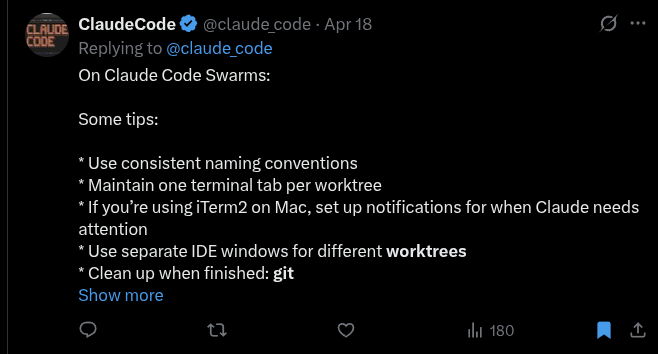 CLAUDE
CODE
ClaudeCode @claude_code · Apr 18
Replying to @claude_code
On Claude Code Swarms:
Some tips:
* Use consistent naming conventions
* Maintain one terminal tab per worktree
* If you’re using iTerm2 on Mac, set up notifications for when Claude needs
attention
* Use separate IDE windows for different worktrees
* Clean up when finished: git
Show more
180